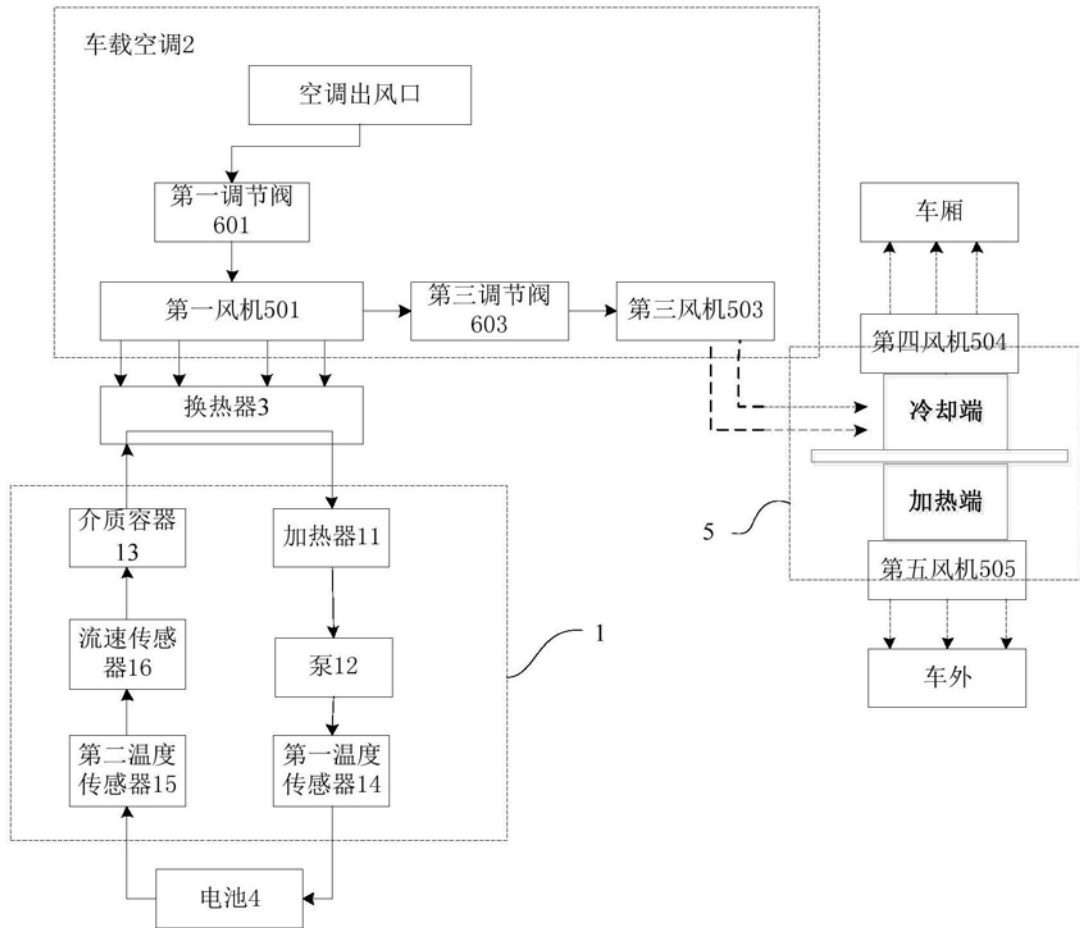 车载空调2
空调出风口
第一调节阀
601
车厢
第一风机501
第三调节阀
603
第三风机503
第四风机504
换热器3
冷却端
加热端
5
介质容器
13
加热器11
第五风机505
流速传感
器16
1
泵12
车外
第二温度
传感器15
第一温度
传感器14
电池4